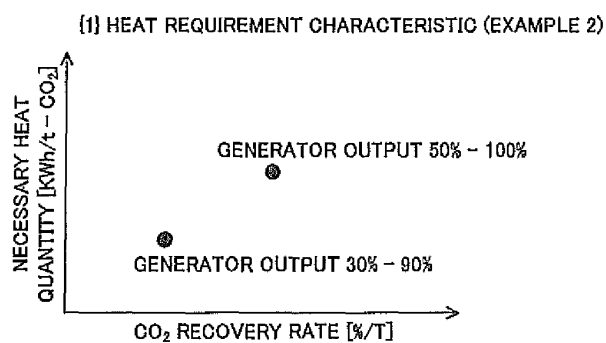 {1} HEAT REQUIREMENT CHARACTERISTIC (EXAMPLE 2)
NECESSARY HEAT
QUANTITY [KWh/t－CO₂]
GENERATOR OUTPUT 50%－100%
GENERATOR OUTPUT 30%－90%
CO₂ RECOVERY RATE [%/T]